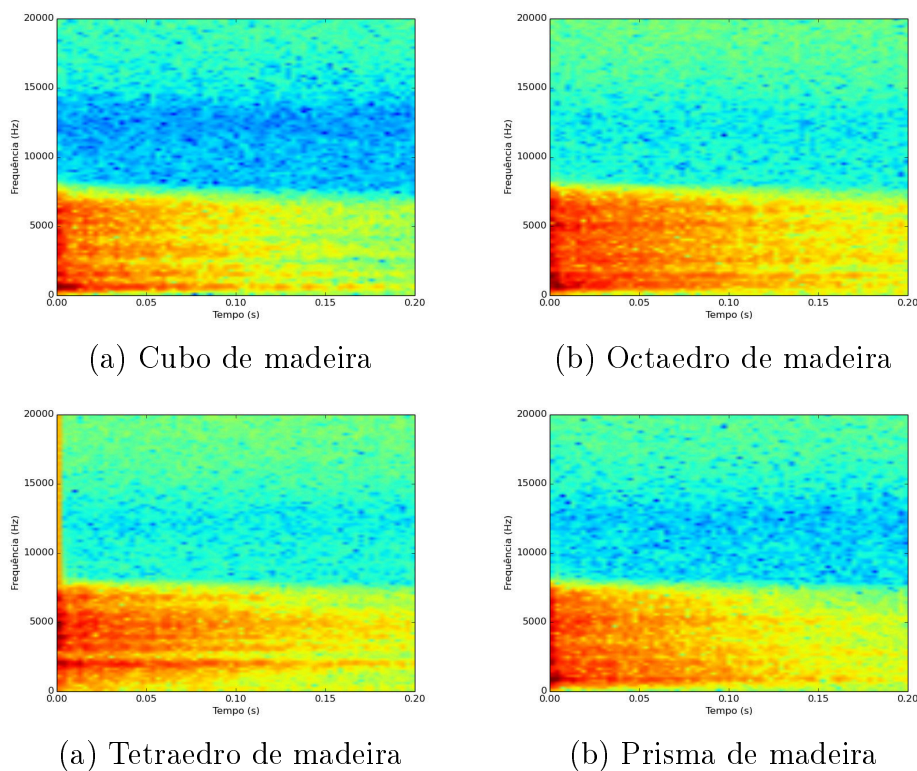 20000
15000
10000
5000
0
Frequência (Hz)
0.00 0.05 0.10 0.15 0.20
Tempo (s)
(a) Cubo de madeira
20000
15000
10000
5000
0
Frequência (Hz)
0.00 0.05 0.10 0.15 0.20
Tempo (s)
(b) Octaedro de madeira
20000
15000
10000
5000
0
Frequência (Hz)
0.00 0.05 0.10 0.15 0.20
Tempo (s)
(a) Tetraedro de madeira
20000
15000
10000
5000
0
Frequência (Hz)
0.00 0.05 0.10 0.15 0.20
Tempo (s)
(b) Prisma de madeira